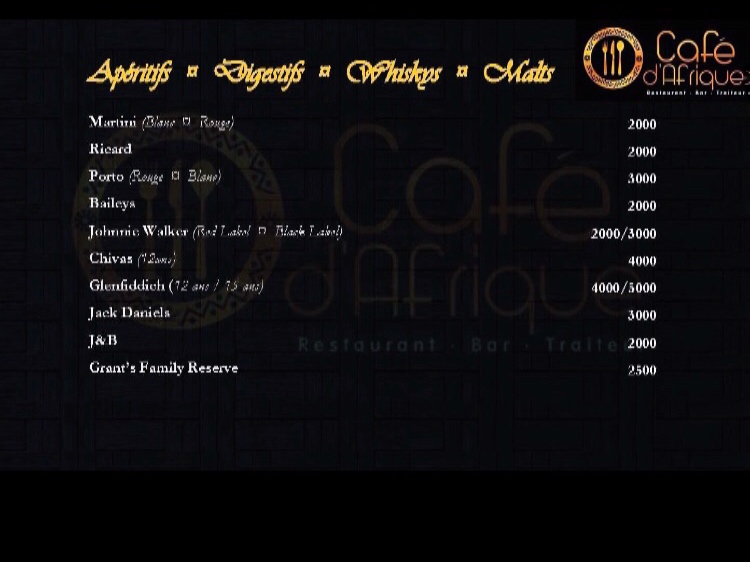 Apéritifs ¤ Digestifs ¤ Whiskys ¤ Malts
Café
d'Afrique
Restaurant · Bar · Traiteur
Martini (Blanc ¤ Rouge) 2000
Ricard 2000
Porto (Rouge ¤ Blanc) 3000
Baileys 2000
Johnnie Walker (Red Label ¤ Black Label) 2000/3000
Chivas (12ans) 4000
Glenfiddich (12 ans / 15 ans) 4000/5000
Jack Daniels 3000
J&B 2000
Grant's Family Reserve 2500
Café
d'Afrique
Restaurant · Bar · Traite